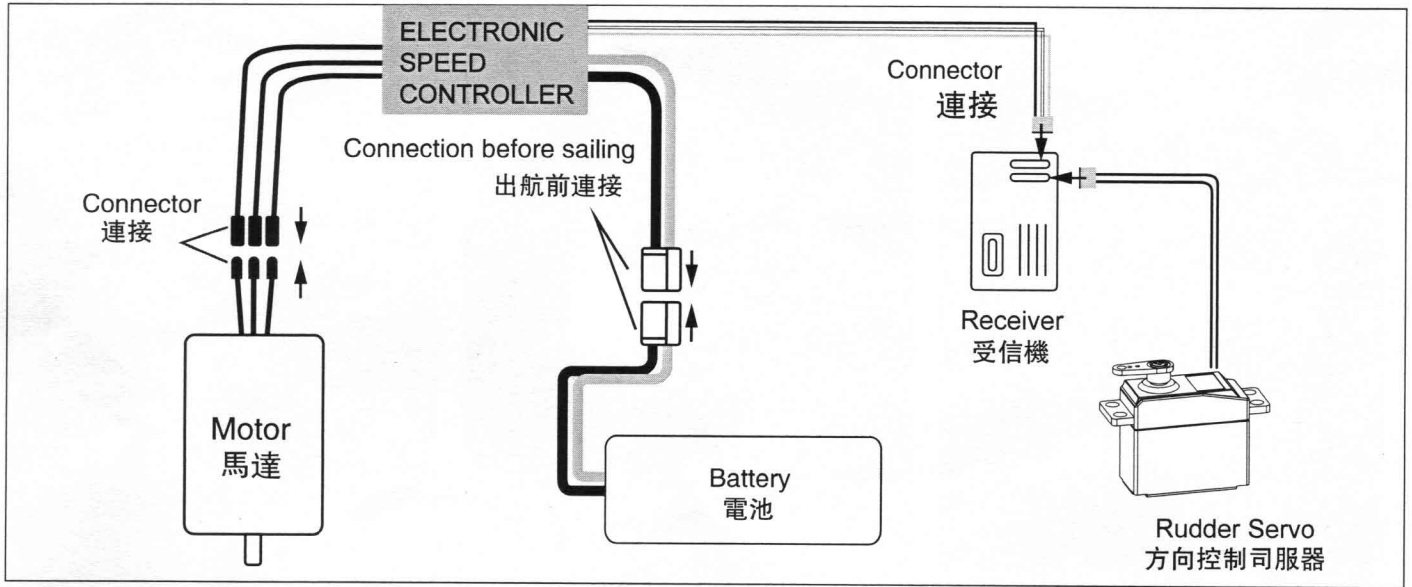 ELECTRONIC
SPEED
CONTROLLER
Connector
連接
Connection before sailing
出航前連接
Connector
連接
Receiver
受信機
Motor
馬達
Battery
電池
Rudder Servo
方向控制司服器